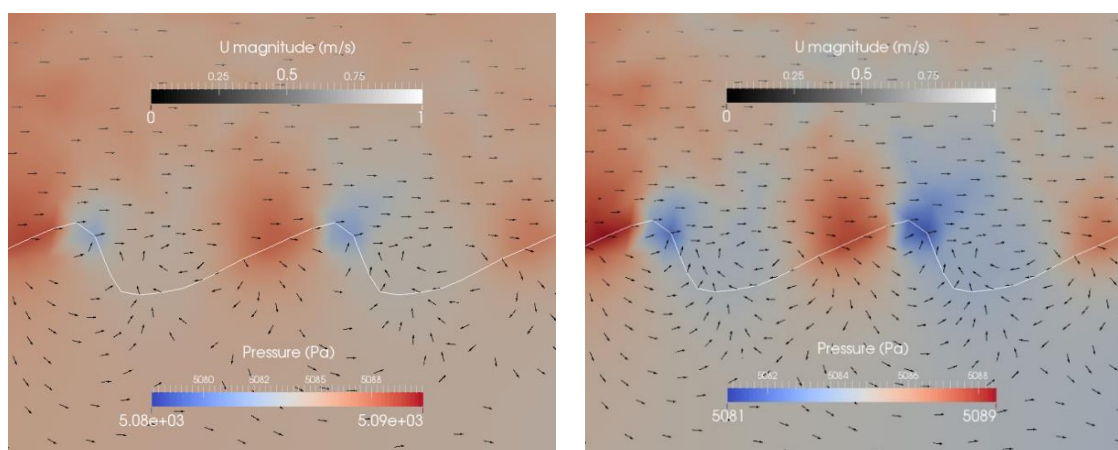 U magnitude (m/s)
0.25 0.5 0.75
0 1
Pressure (Pa)
5080 5082 5085 5088
5.08e+03 5.09e+03
U magnitude (m/s)
0.25 0.5 0.75
0 1
Pressure (Pa)
5082 5084 5086 5088
5081 5089